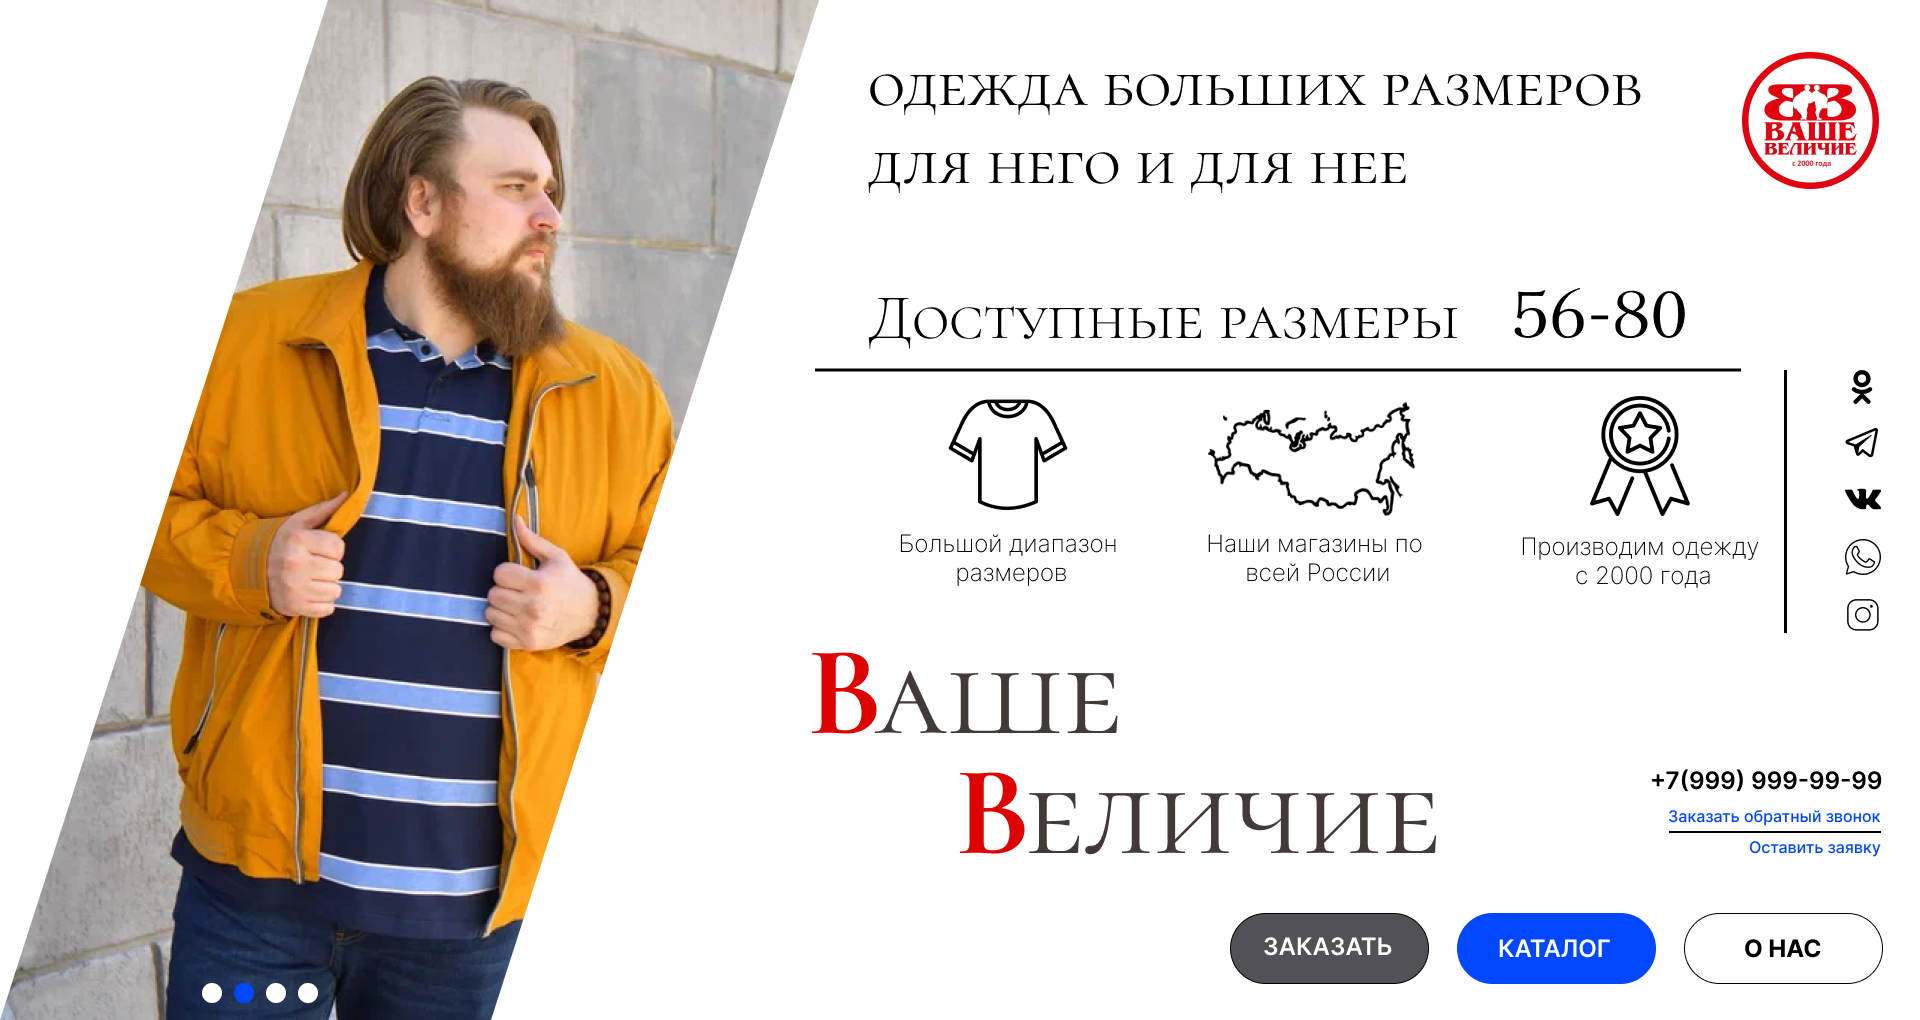 ОДЕЖДА БОЛЬШИХ РАЗМЕРОВ
ДЛЯ НЕГО И ДЛЯ НЕЕ
ВАШЕ
ВЕЛИЧИЕ
с 2000 года
ДОСТУПНЫЕ РАЗМЕРЫ 56-80
Большой диапазон
размеров
Наши магазины по
всей России
Производим одежду
с 2000 года
ВАШЕ
ВЕЛИЧИЕ
+7(999) 999-99-99
Заказать обратный звонок
Оставить заявку
ЗАКАЗАТЬ
КАТАЛОГ
О НАС